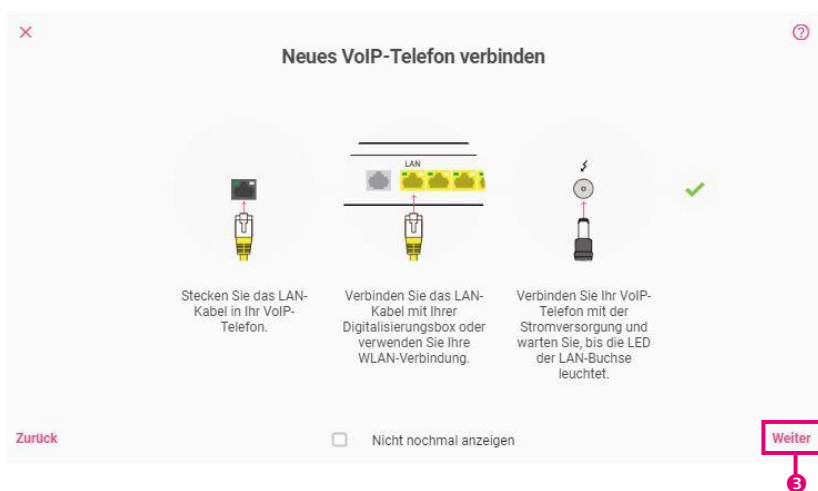 Neues VoIP-Telefon verbinden
LAN
Stecken Sie das LAN-
Kabel in Ihr VoIP-
Telefon.
Verbinden Sie das LAN-
Kabel mit Ihrer
Digitalisierungsbox oder
verwenden Sie Ihre
WLAN-Verbindung.
Verbinden Sie Ihr VoIP-
Telefon mit der
Stromversorgung und
warten Sie, bis die LED
der LAN-Buchse
leuchtet.
Zurück
Nicht nochmal anzeigen
Weiter
3